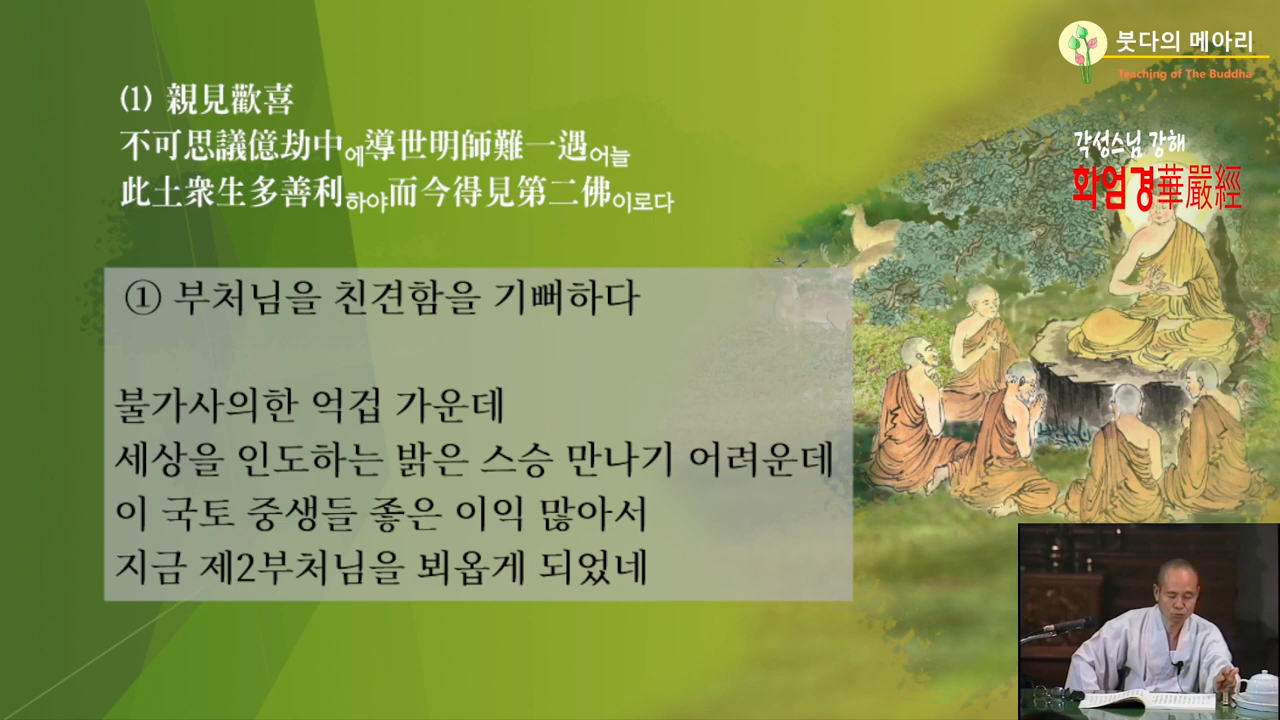 (1) 親見歡喜
不可思議億劫中에導世明師難一遇어늘
此土衆生多善利하야而今得見第二佛이로다
① 부처님을 친견함을 기뻐하다
불가사의한 억겁 가운데
세상을 인도하는 밝은 스승 만나기 어려운데
이 국토 중생들 좋은 이익 많아서
지금 제2부처님을 뵈옵게 되었네
붓다의 메아리
Teaching of The Buddha
각성스님 강해
화엄경華嚴經